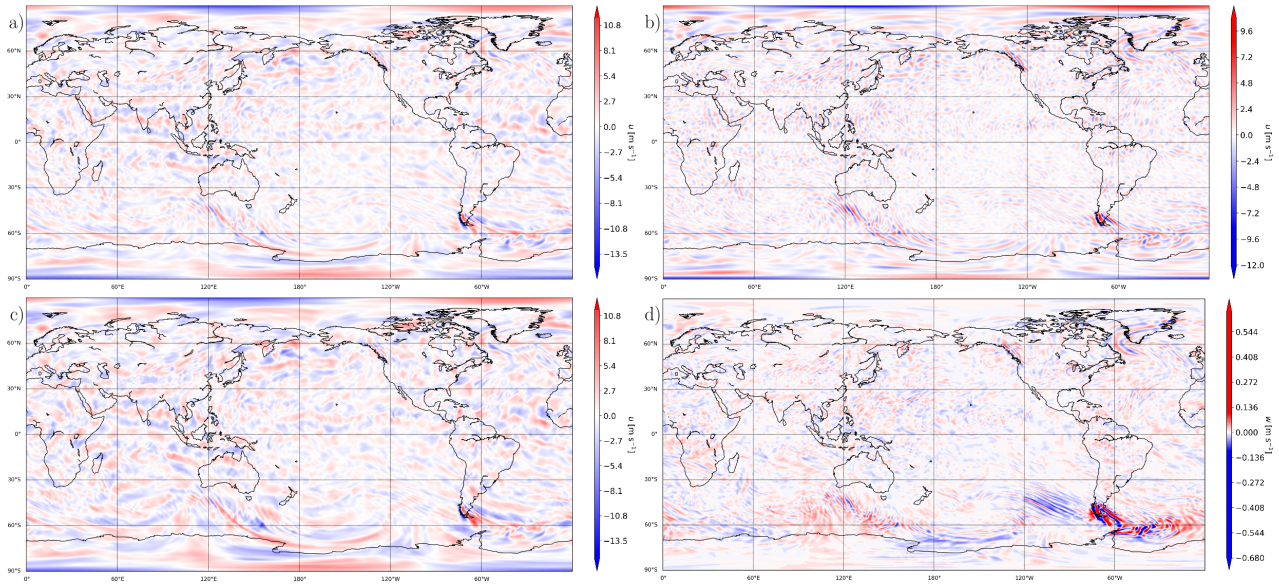 a)
60°N
30°N
0°
30°S
60°S
90°S
0°
60°E
120°E
180°
120°W
60°W
10.8
8.1
5.4
2.7
0.0
−2.7
−5.4
−8.1
−10.8
−13.5
u [m s⁻¹]
b)
60°N
30°N
0°
30°S
60°S
90°S
0°
60°E
120°E
180°
120°W
60°W
9.6
7.2
4.8
2.4
0.0
−2.4
−4.8
−7.2
−9.6
−12.0
u [m s⁻¹]
c)
60°N
30°N
0°
30°S
60°S
90°S
0°
60°E
120°E
180°
120°W
60°W
10.8
8.1
5.4
2.7
0.0
−2.7
−5.4
−8.1
−10.8
−13.5
u [m s⁻¹]
d)
60°N
30°N
0°
30°S
60°S
90°S
0°
60°E
120°E
180°
120°W
60°W
0.544
0.408
0.272
0.136
0.000
−0.136
−0.272
−0.408
−0.544
−0.680
w [m s⁻¹]